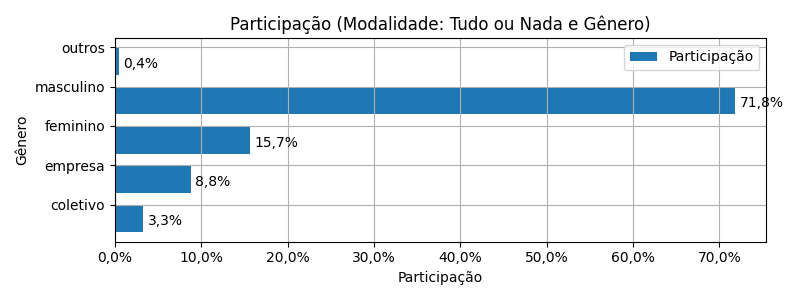 Participação (Modalidade: Tudo ou Nada e Gênero)
Participação
outros
0,4%
masculino
71,8%
feminino
15,7%
empresa
8,8%
coletivo
3,3%
Gênero
0,0% 10,0% 20,0% 30,0% 40,0% 50,0% 60,0% 70,0%
Participação